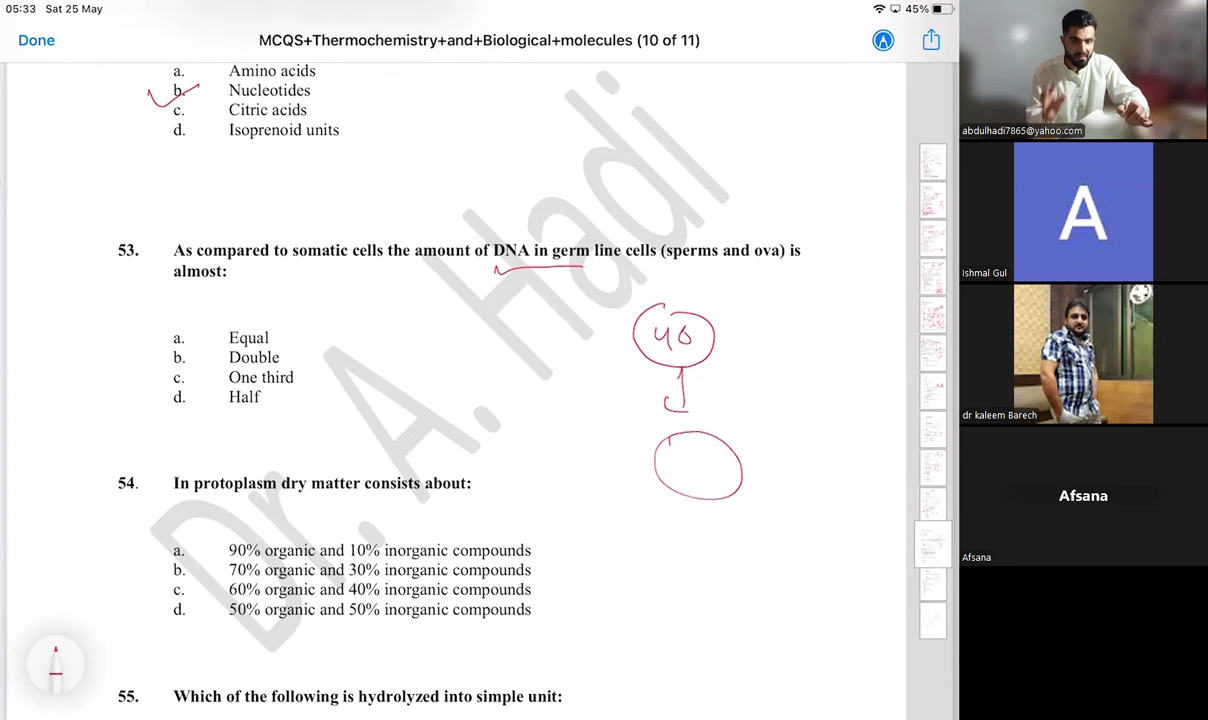 05:33 Sat 25 May
45%
Done
MCQS+Thermochemistry+and+Biological+molecules (10 of 11)
a. Amino acids
b. Nucleotides
c. Citric acids
d. Isoprenoid units
53. As compared to somatic cells the amount of DNA in germ line cells (sperms and ova) is
almost:
a. Equal
b. Double
c. One third
d. Half
54. In protoplasm dry matter consists about:
a. 90% organic and 10% inorganic compounds
b. 70% organic and 30% inorganic compounds
c. 60% organic and 40% inorganic compounds
d. 50% organic and 50% inorganic compounds
55. Which of the following is hydrolyzed into simple unit:
Dr. A. Hadi
abdulhadi7865@yahoo.com
A
Ishmal Gul
dr kaleem Barech
Afsana
Afsana